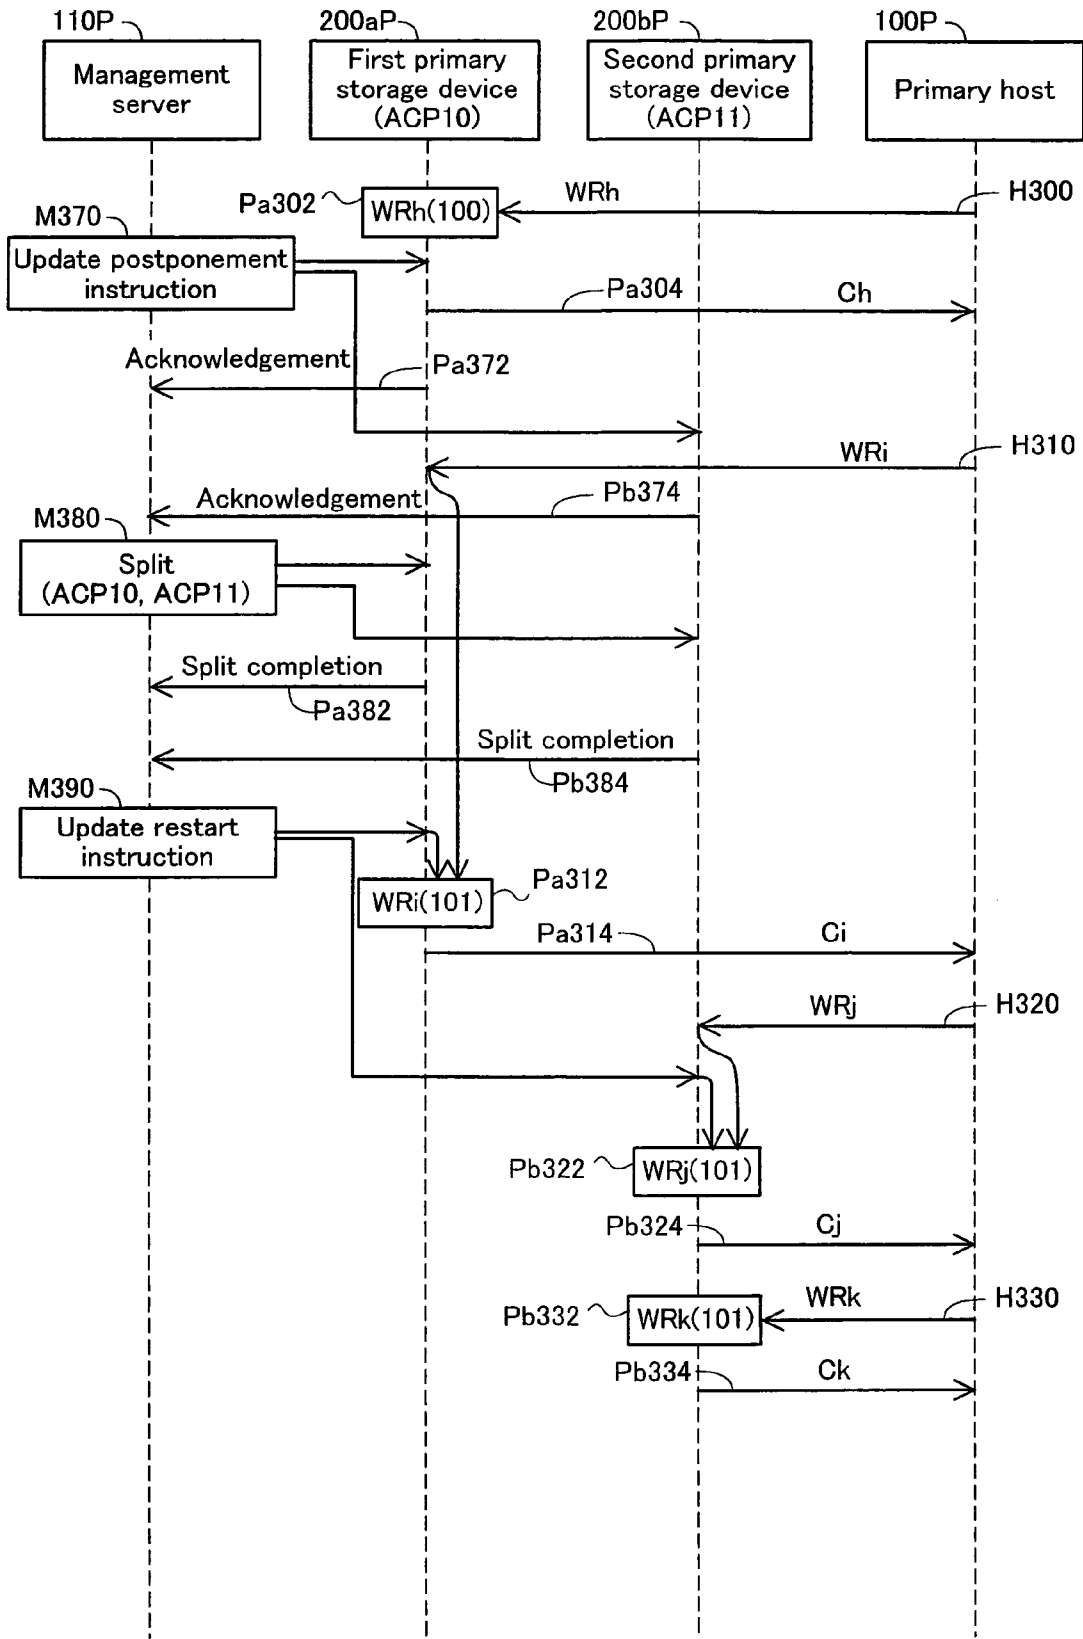 110P
200aP
200bP
100P
Management
server
First primary
storage device
(ACP10)
Second primary
storage device
(ACP11)
Primary host
Pa302
WRh(100)
WRh
H300
M370
Update postponement
instruction
Pa304
Ch
Acknowledgement
Pa372
WRi
H310
Acknowledgement
Pb374
M380
Split
(ACP10, ACP11)
Split completion
Pa382
Split completion
Pb384
M390
Update restart
instruction
WRi(101)
Pa312
Pa314
Ci
WRj
H320
Pb322
WRj(101)
Pb324
Cj
Pb332
WRk(101)
WRk
H330
Pb334
Ck